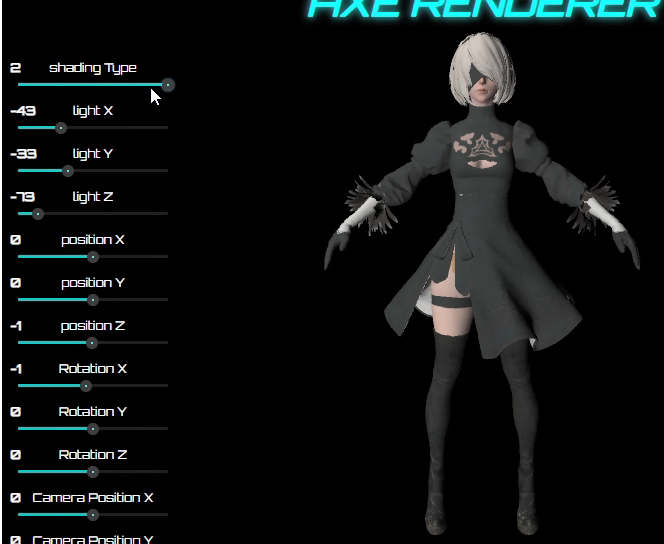 AXE RENDERER
2 shading Type
-43 light X
-33 light Y
-73 light Z
0 position X
0 position Y
-1 position Z
-1 Rotation X
0 Rotation Y
0 Rotation Z
0 Camera Position X
0 Camera Position Y